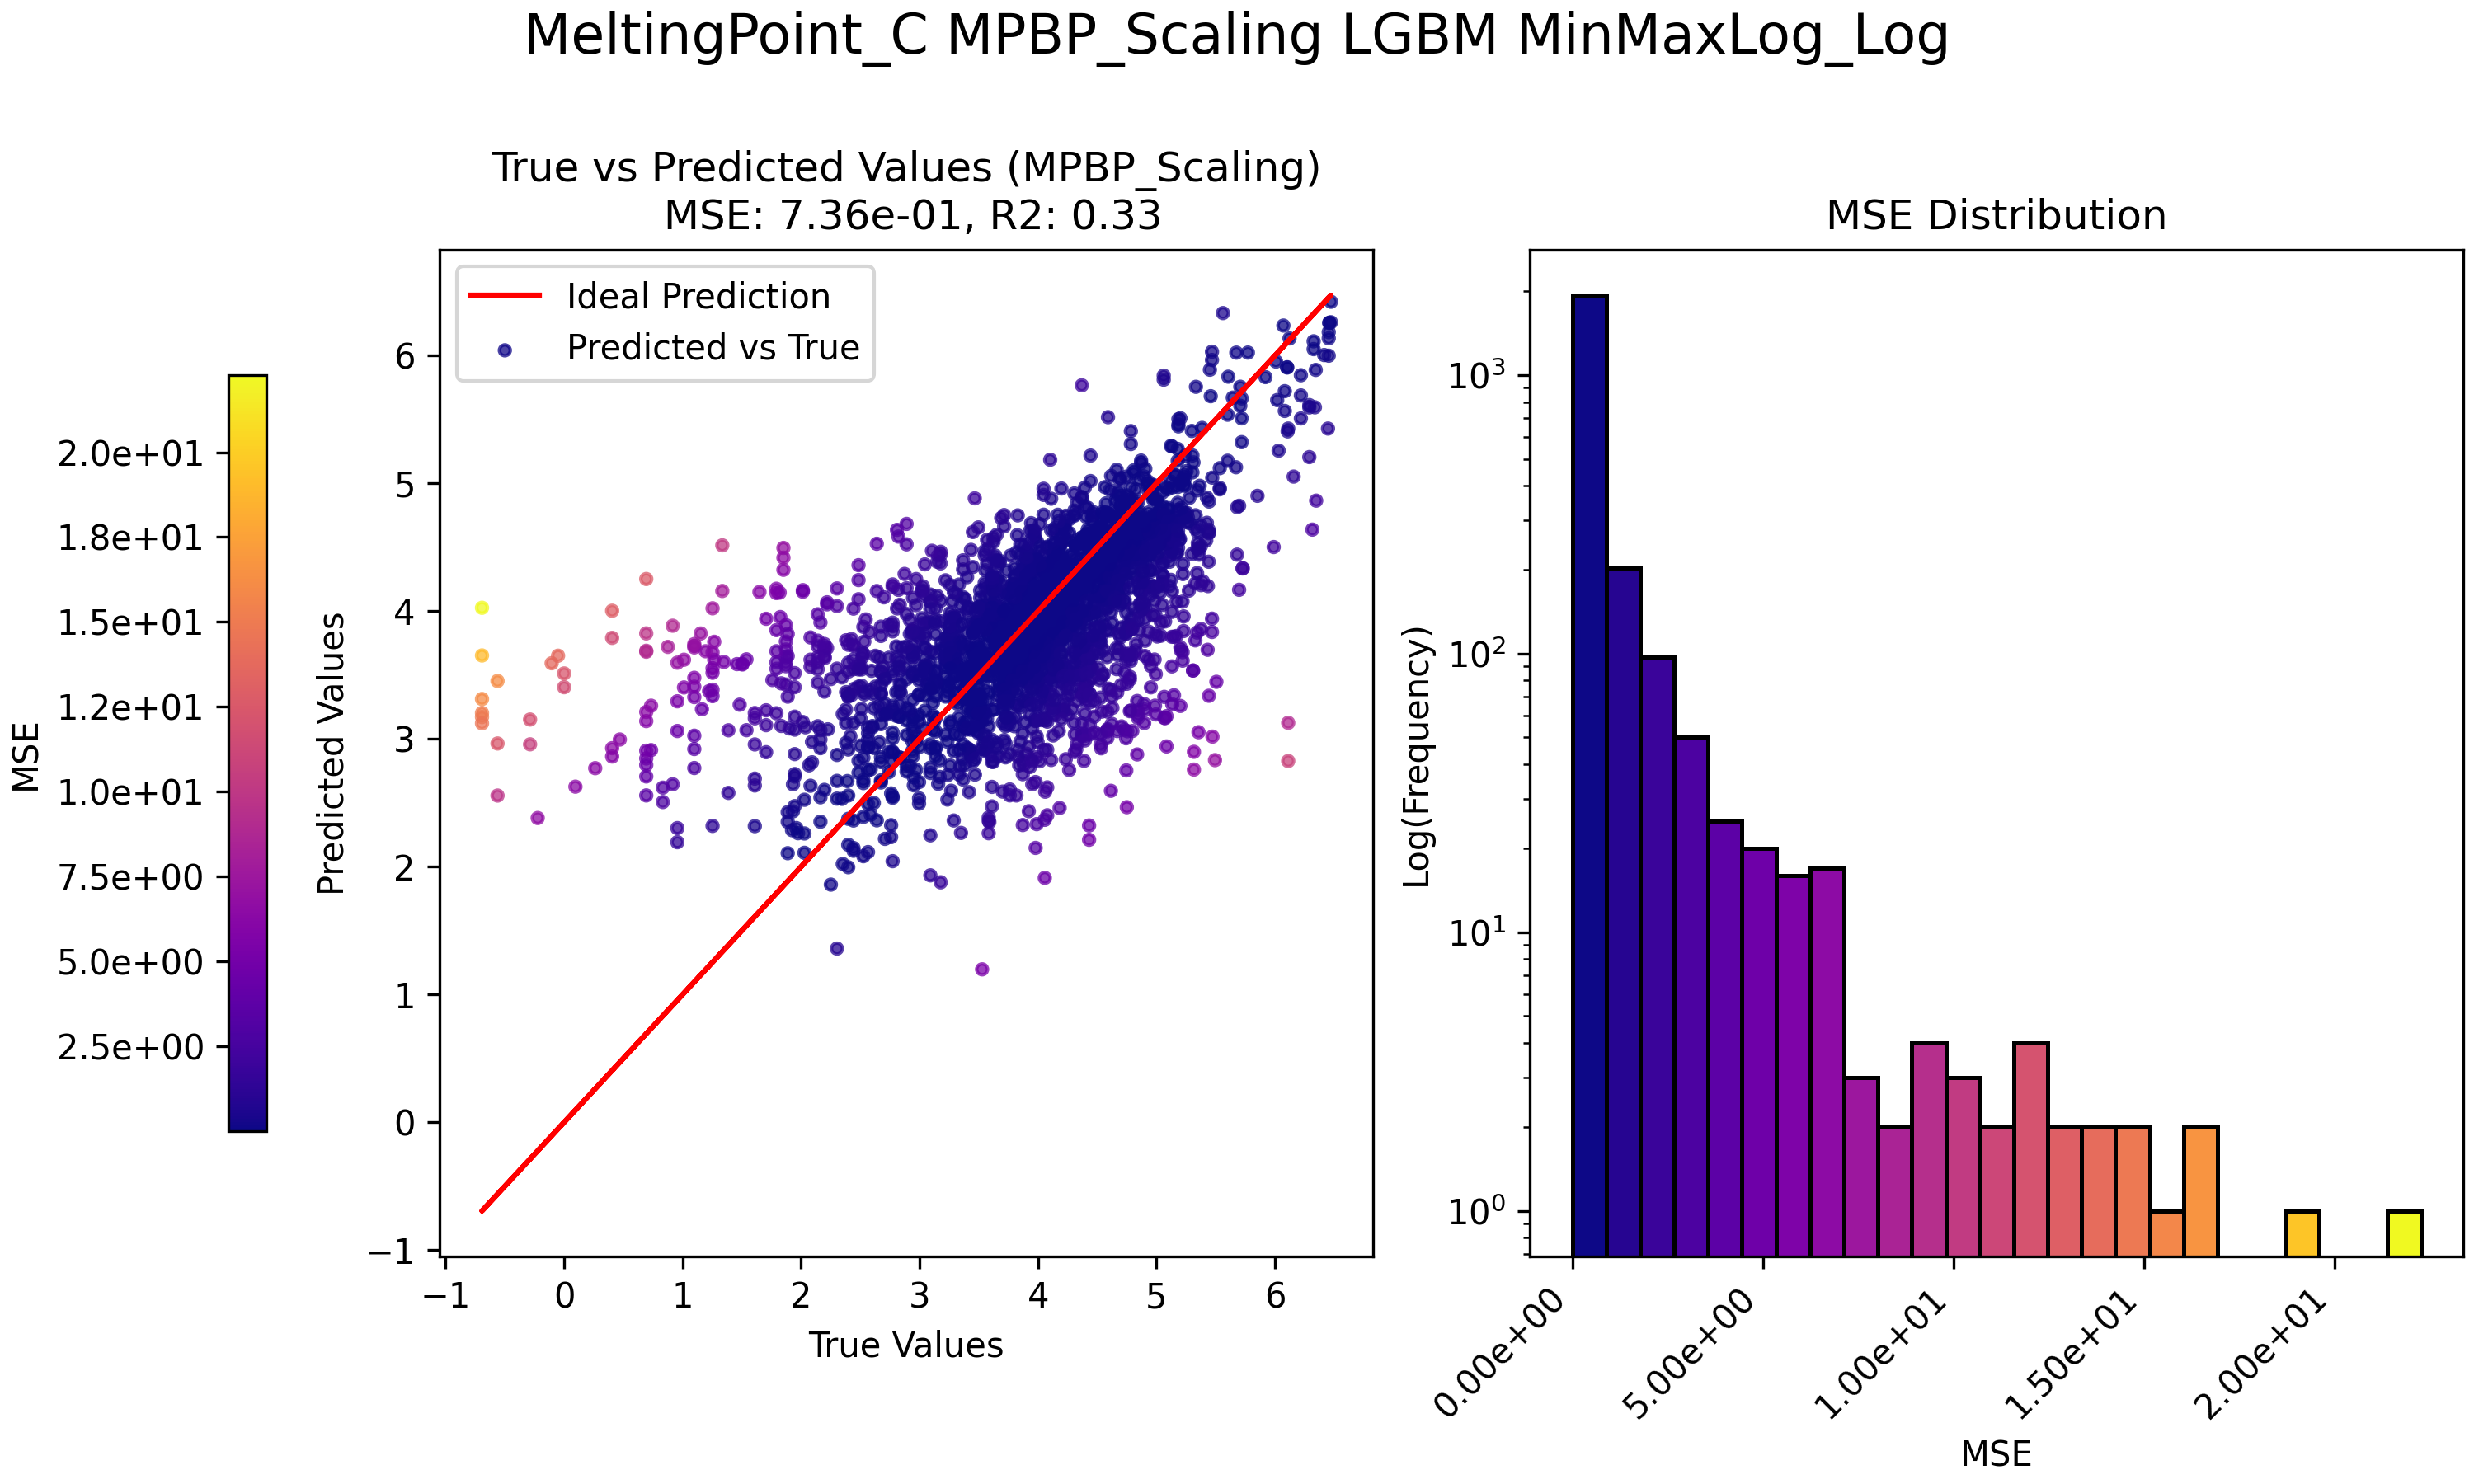 MeltingPoint_C MPBP_Scaling LGBM MinMaxLog_Log
True vs Predicted Values (MPBP_Scaling)
MSE: 7.36e-01, R2: 0.33
MSE Distribution
Ideal Prediction
Predicted vs True
2.0e+01
1.8e+01
1.5e+01
1.2e+01
1.0e+01
7.5e+00
5.0e+00
2.5e+00
MSE
Predicted Values
6
5
4
3
2
1
0
−1
−1
0
1
2
3
4
5
6
True Values
Log(Frequency)
10³
10²
10¹
10⁰
0.00e+00
5.00e+00
1.00e+01
1.50e+01
2.00e+01
MSE